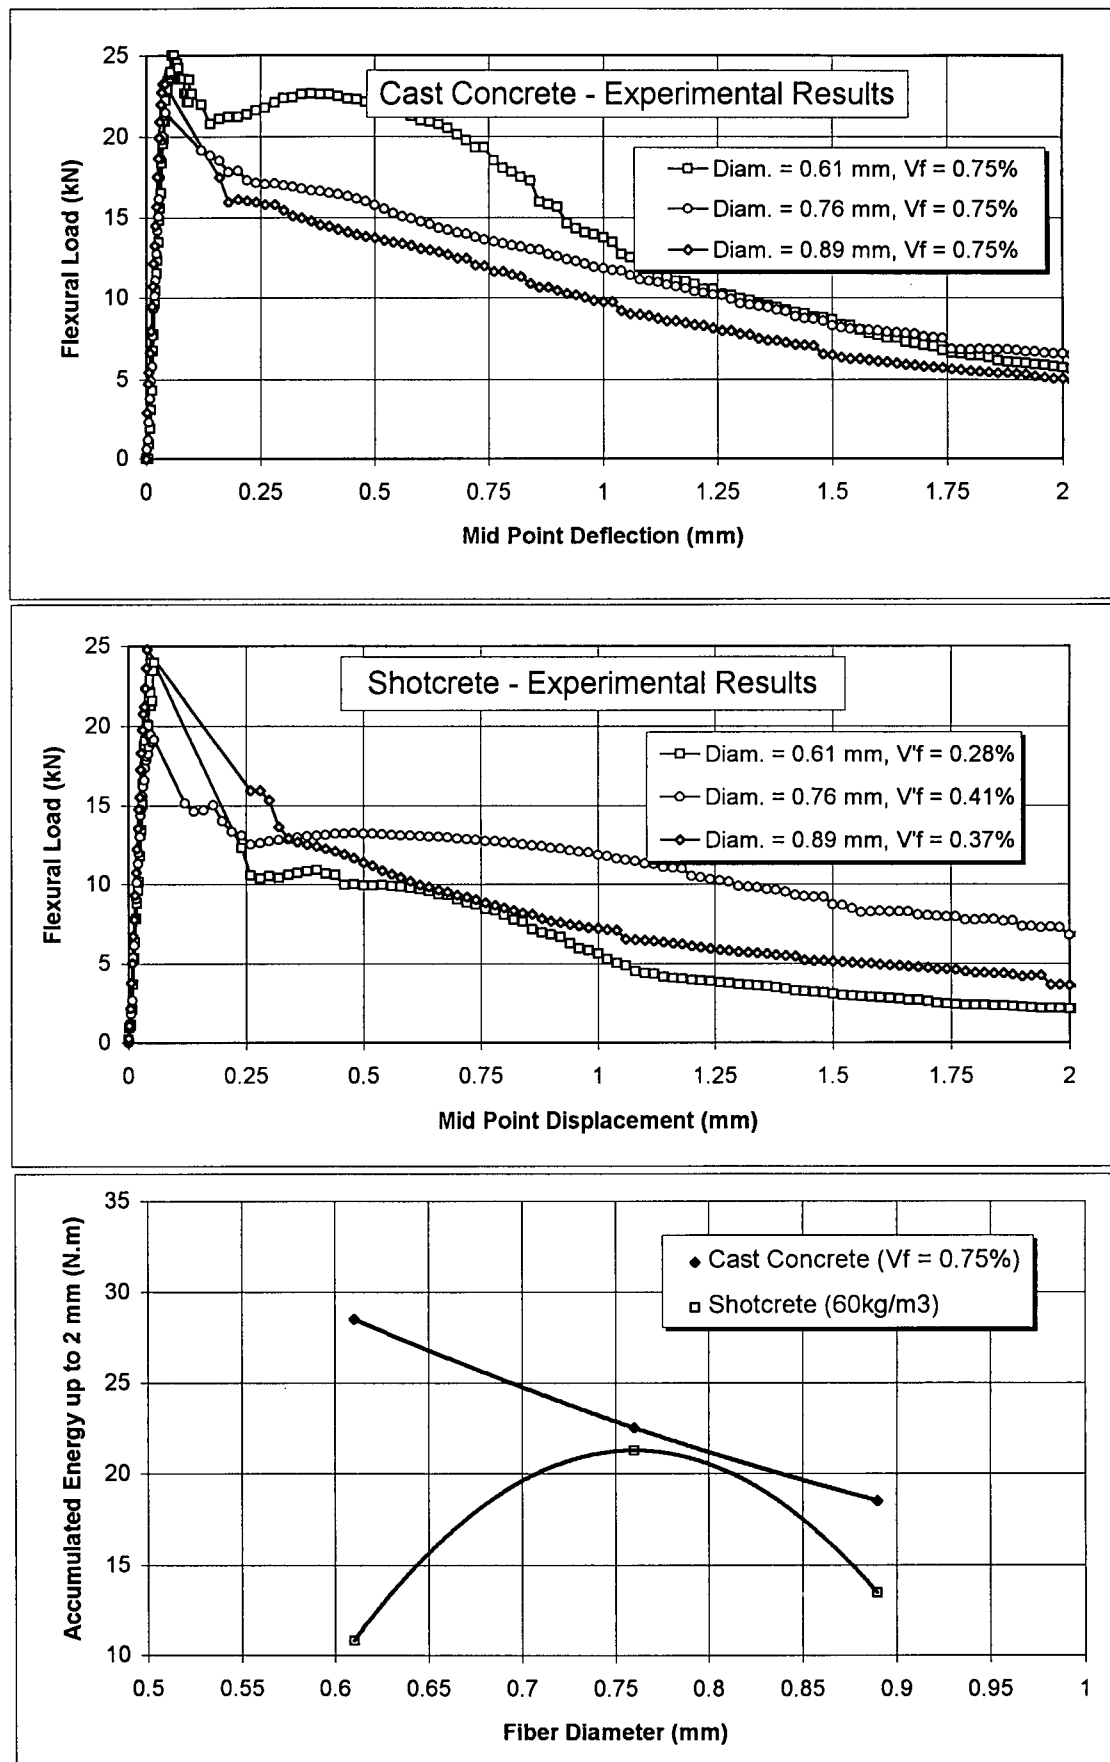 Cast Concrete - Experimental Results
Flexural Load (kN)
25
20
15
10
5
0
Diam. = 0.61 mm, Vf = 0.75%
Diam. = 0.76 mm, Vf = 0.75%
Diam. = 0.89 mm, Vf = 0.75%
0 0.25 0.5 0.75 1 1.25 1.5 1.75 2
Mid Point Deflection (mm)
Shotcrete - Experimental Results
Flexural Load (kN)
25
20
15
10
5
0
Diam. = 0.61 mm, V'f = 0.28%
Diam. = 0.76 mm, V'f = 0.41%
Diam. = 0.89 mm, V'f = 0.37%
0 0.25 0.5 0.75 1 1.25 1.5 1.75 2
Mid Point Displacement (mm)
Accumulated Energy up to 2 mm (N.m)
35
30
25
20
15
10
Cast Concrete (Vf = 0.75%)
Shotcrete (60kg/m3)
0.5 0.55 0.6 0.65 0.7 0.75 0.8 0.85 0.9 0.95 1
Fiber Diameter (mm)